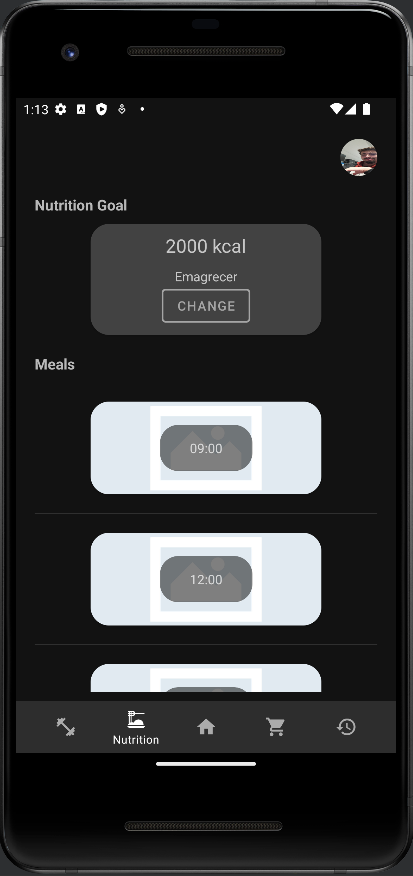 1:13
Nutrition Goal
2000 kcal
Emagrecer
CHANGE
Meals
09:00
12:00
Nutrition